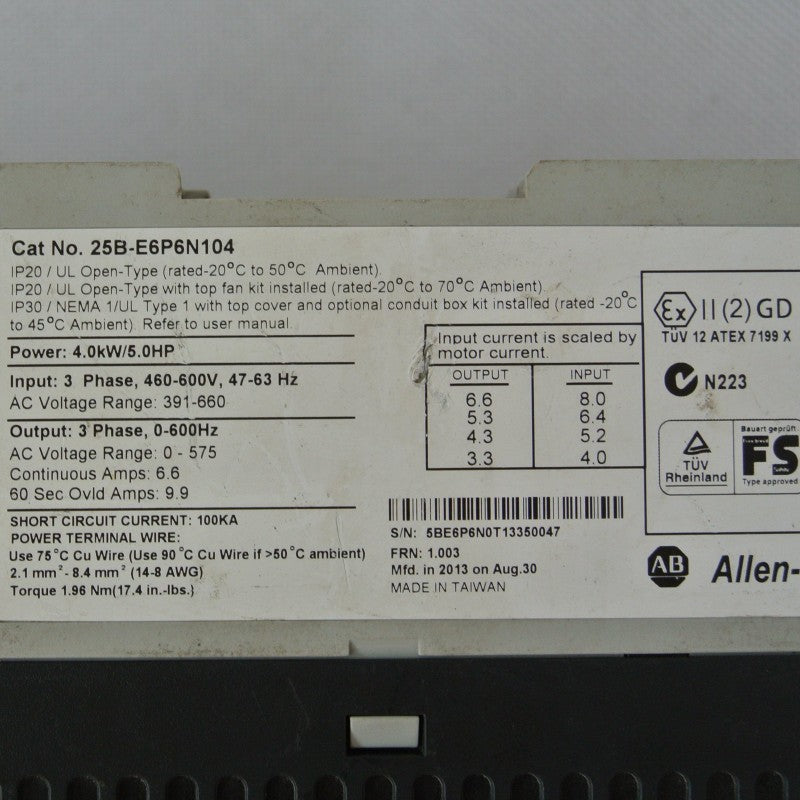 Cat No. 25B-E6P6N104
IP20 / UL Open-Type (rated-20°C to 50°C Ambient).
IP20 / UL Open-Type with top fan kit installed (rated-20°C to 70°C Ambient).
IP30 / NEMA 1/UL Type 1 with top cover and optional conduit box kit installed (rated -20°C
to 45°C Ambient). Refer to user manual.
Power: 4.0kW/5.0HP
Input: 3 Phase, 460-600V, 47-63 Hz
AC Voltage Range: 391-660
Output: 3 Phase, 0-600Hz
AC Voltage Range: 0 - 575
Continuous Amps: 6.6
60 Sec Ovld Amps: 9.9
SHORT CIRCUIT CURRENT: 100KA
POWER TERMINAL WIRE:
Use 75°C Cu Wire (Use 90°C Cu Wire if >50°C ambient)
2.1 mm² - 8.4 mm² (14-8 AWG)
Torque 1.96 Nm(17.4 in.-lbs.}
Input current is scaled by
motor current.
OUTPUT INPUT
6.6 8.0
5.3 6.4
4.3 5.2
3.3 4.0
S/N: 5BE6P6N0T13350047
FRN: 1.003
Mfd. in 2013 on Aug.30
MADE IN TAIWAN
Ex II (2) GD
TÜV 12 ATEX 7199 X
N223
TÜV
Rheinland
Bauart geprüft
FS
Type approved
AB Allen-